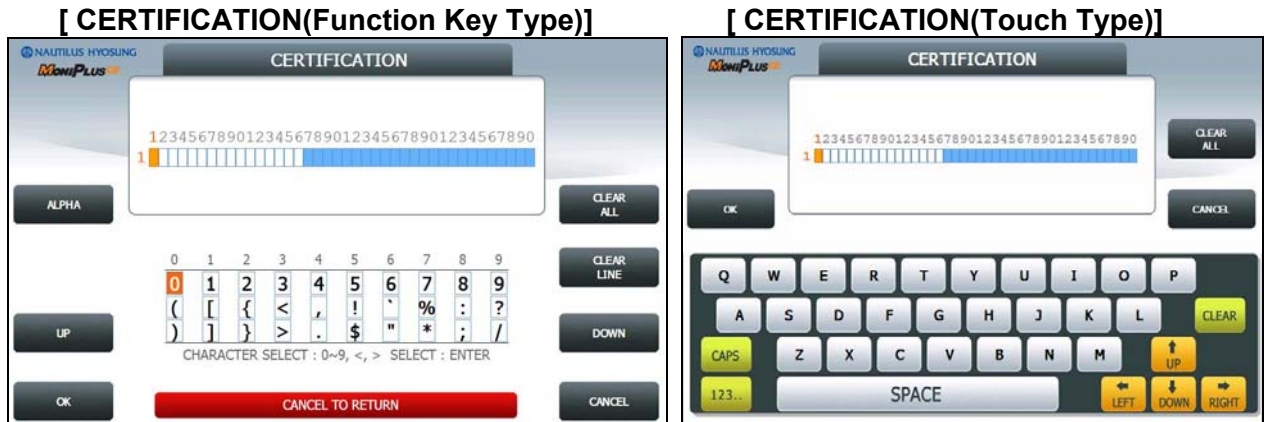 [ CERTIFICATION(Function Key Type)]
NAUTILUS HYOSUNG
MoniPlus CE
CERTIFICATION
1234567890123456789012345678901234567890
1
ALPHA
CLEAR ALL
0 1 2 3 4 5 6 7 8 9
CLEAR LINE
0 1 2 3 4 5 6 7 8 9
( [ { < , ! ` % : ?
) ] } > . $ " * ; /
UP
DOWN
CHARACTER SELECT : 0~9, <, > SELECT : ENTER
OK
CANCEL TO RETURN
CANCEL
[ CERTIFICATION(Touch Type)]
NAUTILUS HYOSUNG
MoniPlus CE
CERTIFICATION
1234567890123456789012345678901234567890
1
CLEAR ALL
OK
CANCEL
Q W E R T Y U I O P
A S D F G H J K L CLEAR
CAPS Z X C V B N M UP
123.. SPACE LEFT DOWN RIGHT